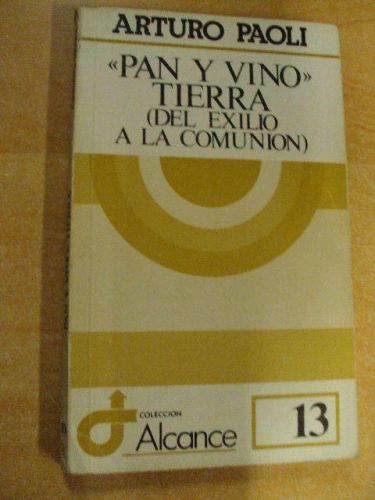 ARTURO PAOLI
«PAN Y VINO»
TIERRA
(DEL EXILIO
A LA COMUNION)
COLECCION
Alcance
13